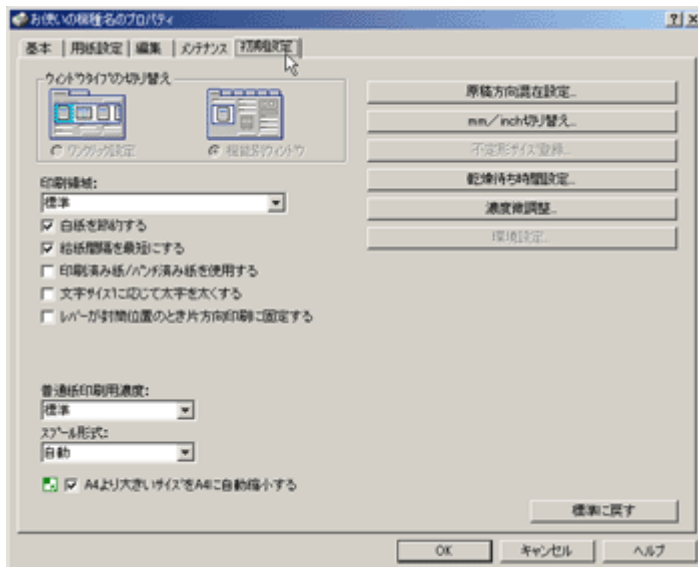 お使いの機種名のプロパティ
基本 用紙設定 編集 メンテナンス 初期設定
ウィンドウタイプの切り替え
ワンクリック設定 機能別ウィンドウ
原稿方向混在設定...
mm/inch切り替え...
不定形サイズ登録...
乾燥待ち時間設定...
濃度微調整...
環境設定...
印刷領域:
標準
白紙を節約する
給紙間隔を最短にする
印刷済み紙/パンチ済み紙を使用する
文字サイズに応じて太字を太くする
レバーが封筒位置のとき片方向印刷に固定する
普通紙印刷用濃度:
標準
スプール形式:
自動
A4より大きいサイズをA4に自動縮小する
標準に戻す
OK キャンセル ヘルプ